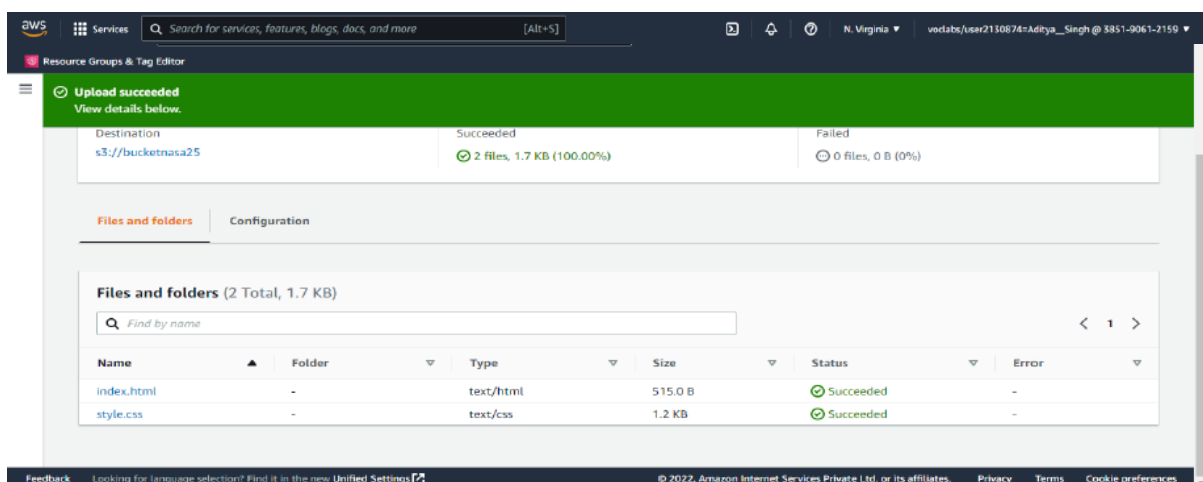 aws Services Search for services, features, blogs, docs, and more [Alt+S] N. Virginia voclabs/user2130874=Aditya__Singh @ 3851-9061-2159
Resource Groups & Tag Editor
Upload succeeded
View details below.
Destination Succeeded Failed
s3://bucketnasa25 2 files, 1.7 KB (100.00%) 0 files, 0 B (0%)
Files and folders Configuration
Files and folders (2 Total, 1.7 KB)
Find by name 1
Name Folder Type Size Status Error
index.html - text/html 515.0 B Succeeded -
style.css - text/css 1.2 KB Succeeded -
Feedback Looking for language selection? Find it in the new Unified Settings © 2022, Amazon Internet Services Private Ltd. or its affiliates. Privacy Terms Cookie preferences